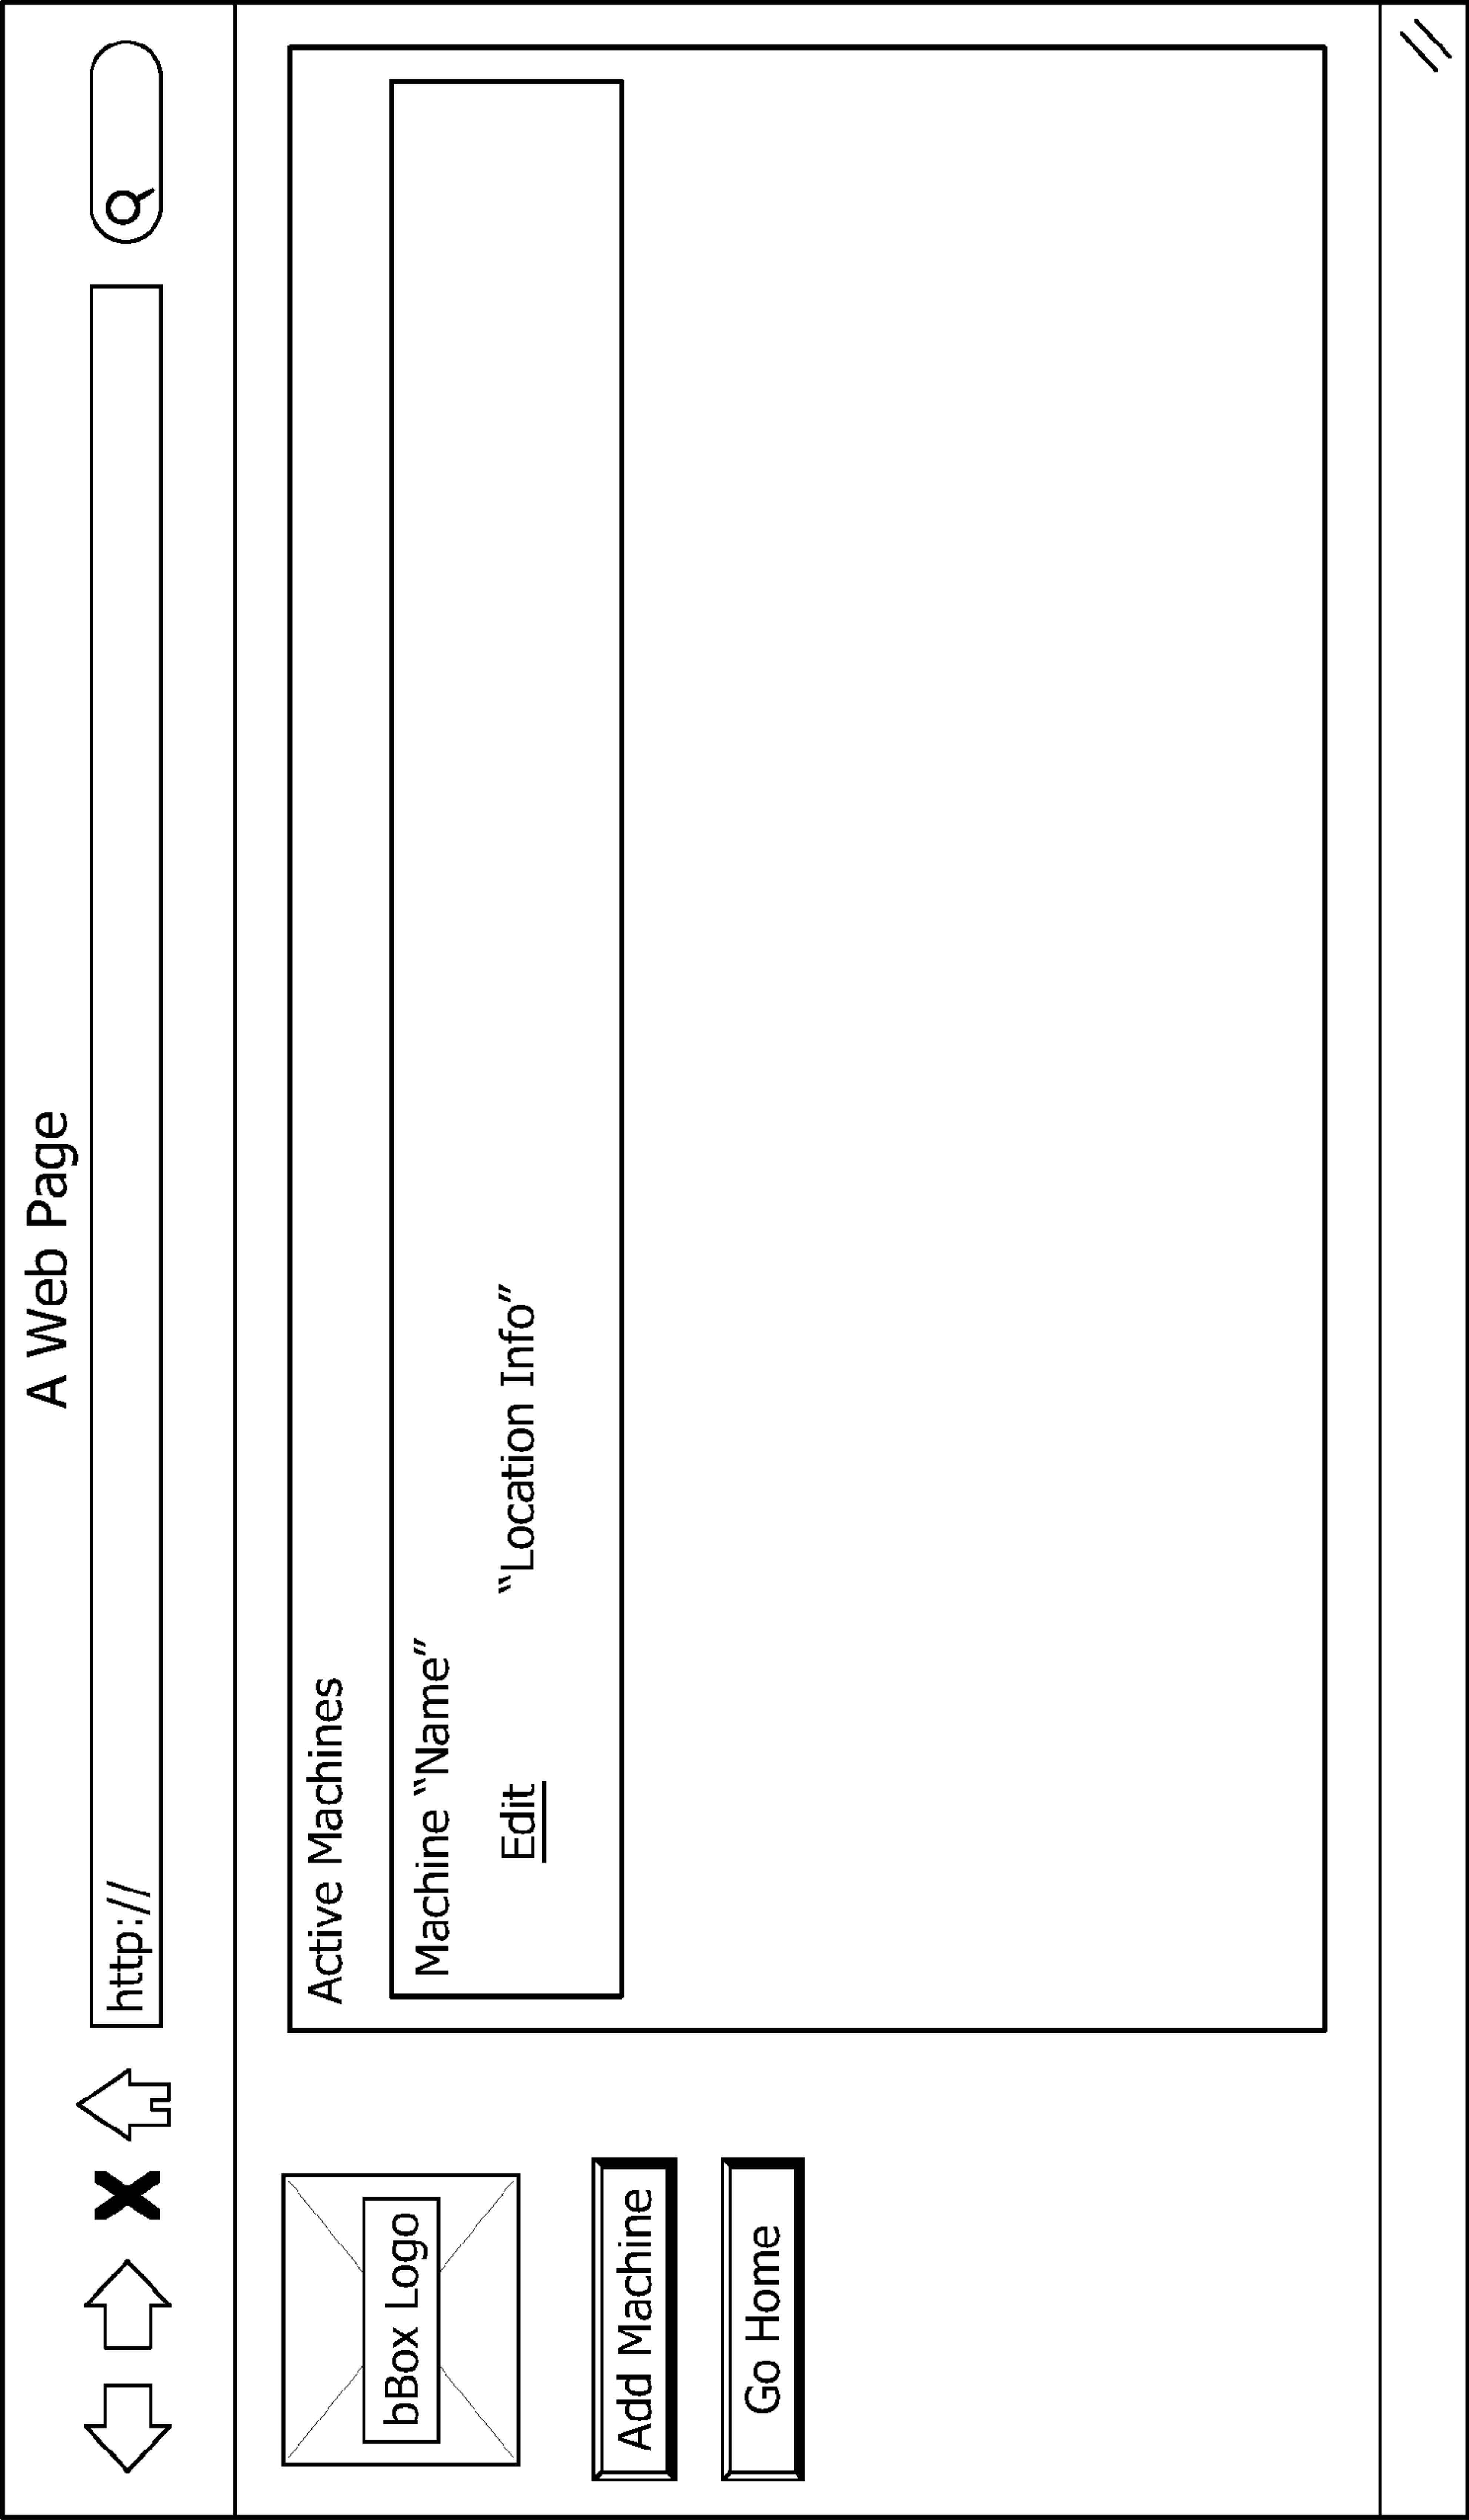 A Web Page
http://
bBox Logo
Add Machine
Go Home
Active Machines
Machine “Name”
Edit “Location Info”